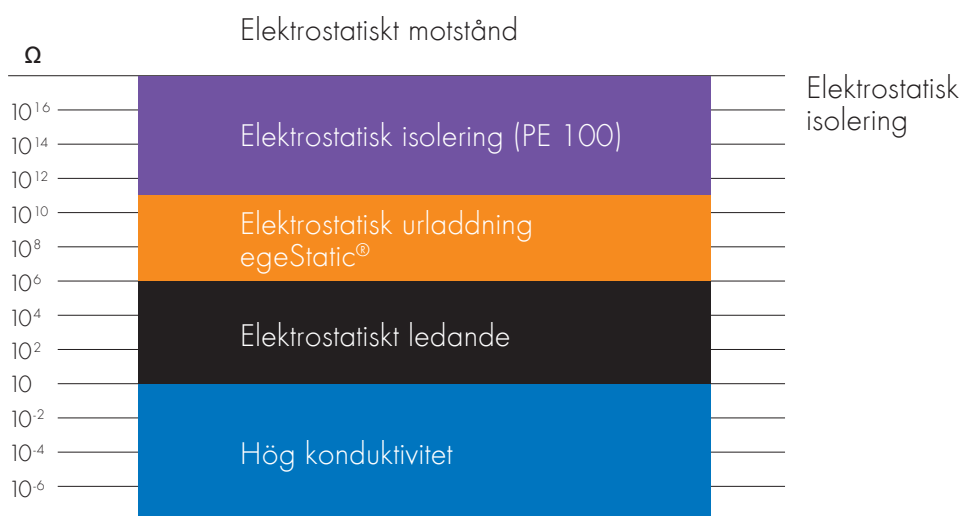 Elektrostatiskt motstånd
Ω
Elektrostatisk
isolering
10¹⁶
10¹⁴
10¹²
10¹⁰
10⁸
10⁶
10⁴
10²
10
10⁻²
10⁻⁴
10⁻⁶
Elektrostatisk isolering (PE 100)
Elektrostatisk urladdning
egeStatic®
Elektrostatiskt ledande
Hög konduktivitet